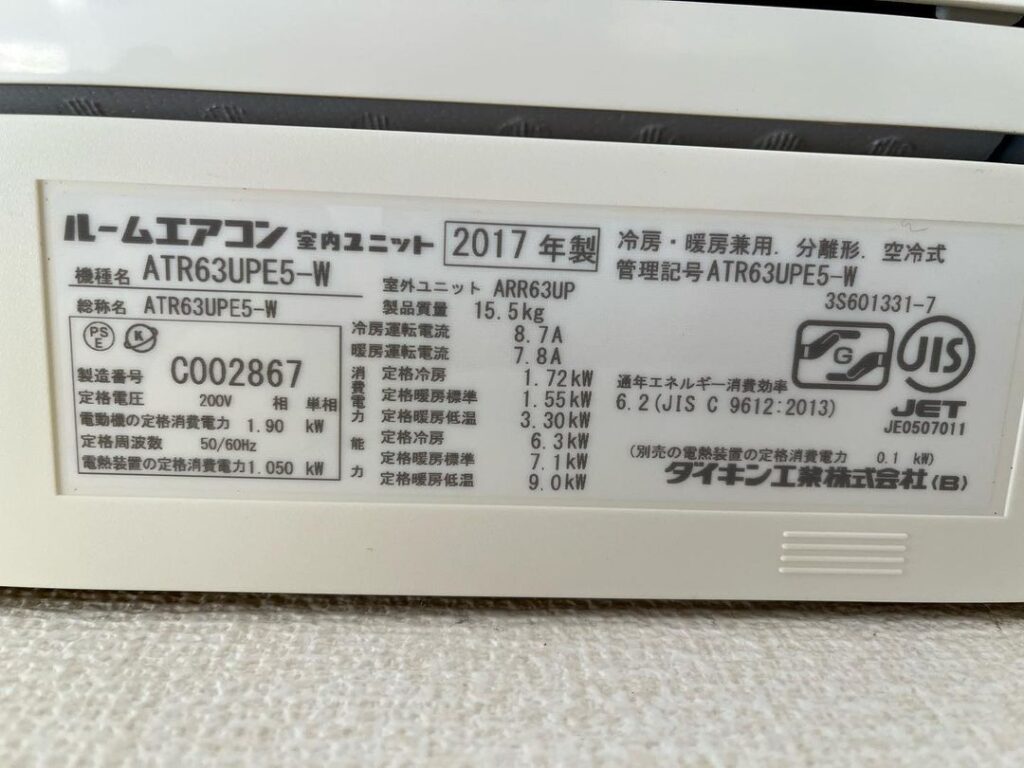 ルームエアコン 室内ユニット 2017 年製
機種名 ATR63UPE5-W
総称名 ATR63UPE5-W
PS
E
製造番号 C002867
定格電圧 200V 相 単相
電動機の定格消費電力 1.90 kW
定格周波数 50/60Hz
電熱装置の定格消費電力 1.050 kW
室外ユニット ARR63UP
製品質量 15.5kg
冷房運転電流 8.7A
暖房運転電流 7.8A
消費電力
定格冷房 1.72kW
定格暖房標準 1.55kW
定格暖房低温 3.30kW
能力
定格冷房 6.3kW
定格暖房標準 7.1kW
定格暖房低温 9.0kW
冷房・暖房兼用. 分離形. 空冷式
管理記号ATR63UPE5-W
3S601331-7
G
JIS
通年エネルギー消費効率
6.2(JIS C 9612:2013)
JET
JE0507011
(別売の電熱装置の定格消費電力 0.1 kW)
ダイキン工業株式会社(B)